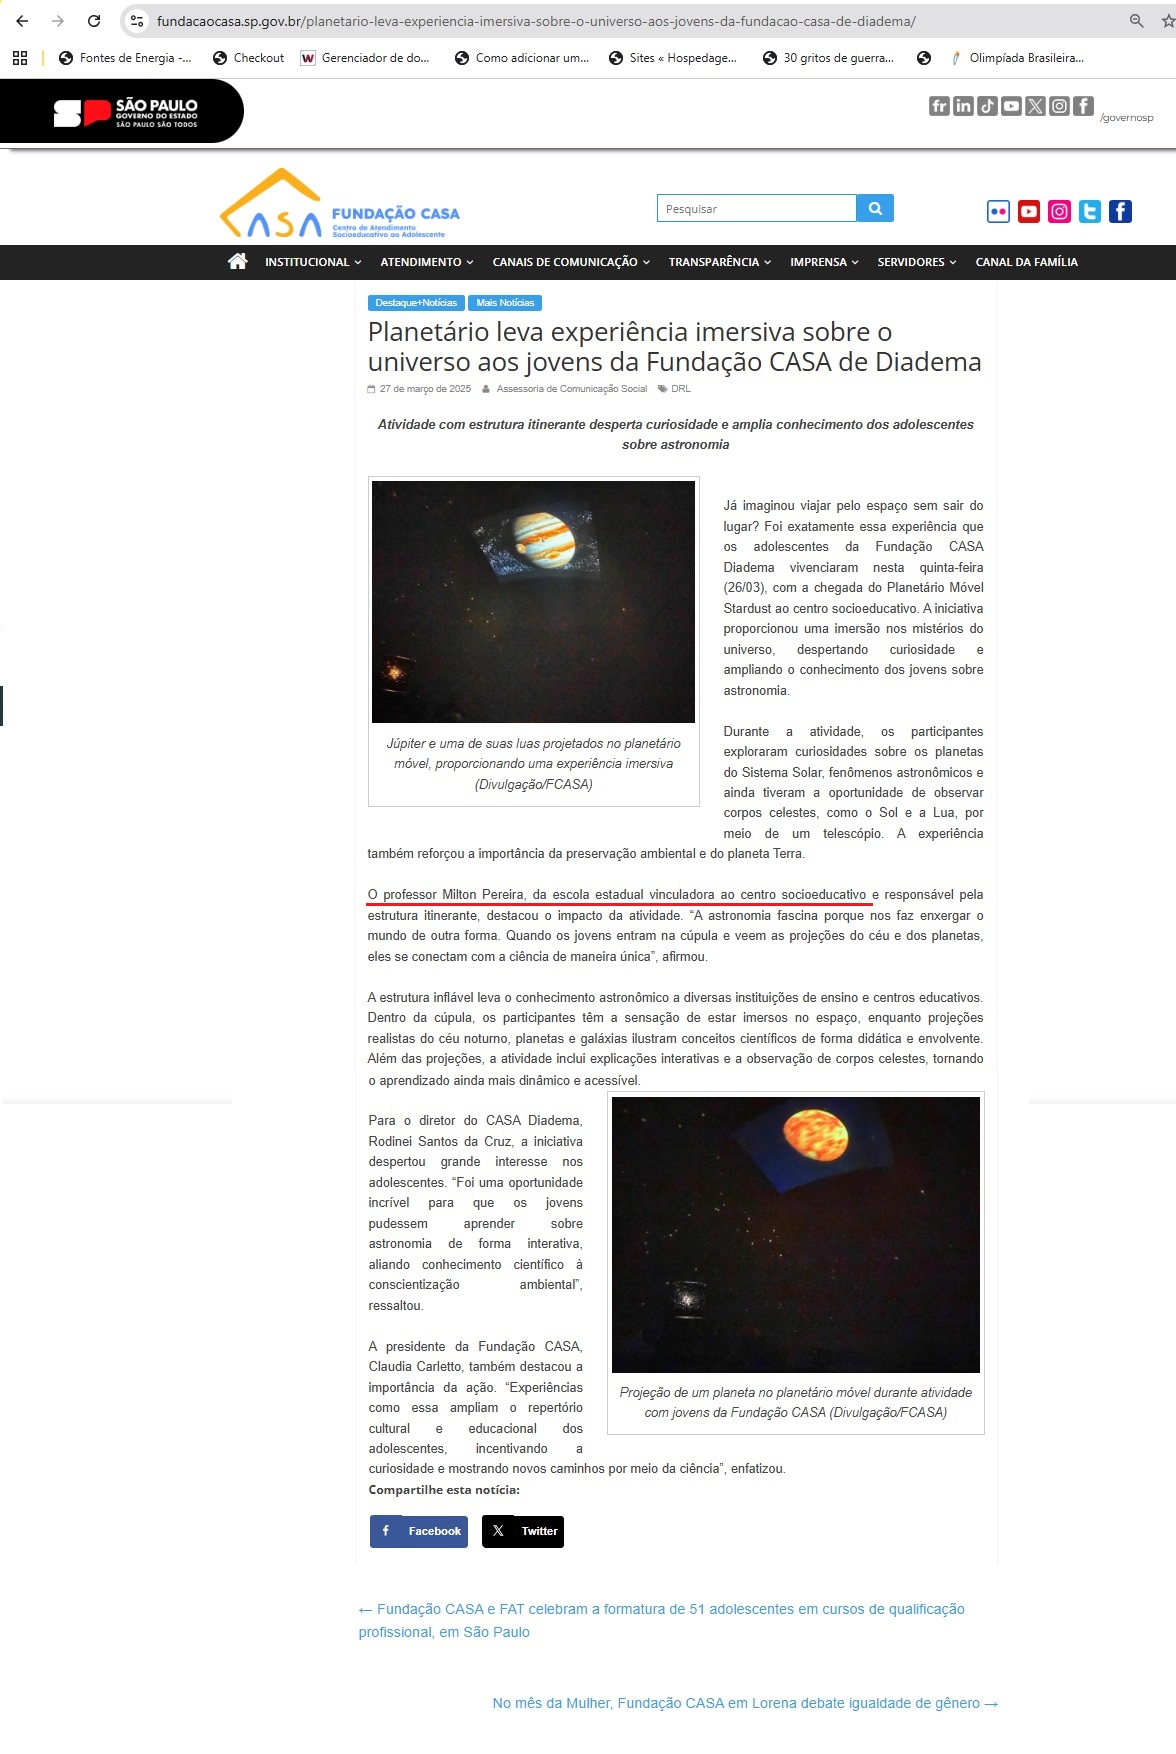 fundacaocasa.sp.gov.br/planetario-leva-experiencia-imersiva-sobre-o-universo-aos-jovens-da-fundacao-casa-de-diadema/
Fontes de Energia -...
Checkout
Gerenciador de do...
Como adicionar um...
Sites « Hospedage...
30 gritos de guerra...
Olimpíada Brasileira...
SÃO PAULO
GOVERNO DO ESTADO
SÃO PAULO SÃO TODOS
/governosp
CASA
FUNDAÇÃO CASA
Centro de Atendimento
Socioeducativo ao Adolescente
Pesquisar
INSTITUCIONAL
ATENDIMENTO
CANAIS DE COMUNICAÇÃO
TRANSPARÊNCIA
IMPRENSA
SERVIDORES
CANAL DA FAMÍLIA
Destaque+Notícias
Mais Notícias
Planetário leva experiência imersiva sobre o
universo aos jovens da Fundação CASA de Diadema
27 de março de 2025 Assessoria de Comunicação Social DRL
Atividade com estrutura itinerante desperta curiosidade e amplia conhecimento dos adolescentes
sobre astronomia
Júpiter e uma de suas luas projetados no planetário
móvel, proporcionando uma experiência imersiva
(Divulgação/FCASA)
Já imaginou viajar pelo espaço sem sair do
lugar? Foi exatamente essa experiência que
os adolescentes da Fundação CASA
Diadema vivenciaram nesta quinta-feira
(26/03), com a chegada do Planetário Móvel
Stardust ao centro socioeducativo. A iniciativa
proporcionou uma imersão nos mistérios do
universo, despertando curiosidade e
ampliando o conhecimento dos jovens sobre
astronomia.
Durante a atividade, os participantes
exploraram curiosidades sobre os planetas
do Sistema Solar, fenômenos astronômicos e
ainda tiveram a oportunidade de observar
corpos celestes, como o Sol e a Lua, por
meio de um telescópio. A experiência
também reforçou a importância da preservação ambiental e do planeta Terra.
O professor Milton Pereira, da escola estadual vinculadora ao centro socioeducativo e responsável pela
estrutura itinerante, destacou o impacto da atividade. “A astronomia fascina porque nos faz enxergar o
mundo de outra forma. Quando os jovens entram na cúpula e veem as projeções do céu e dos planetas,
eles se conectam com a ciência de maneira única”, afirmou.
A estrutura inflável leva o conhecimento astronômico a diversas instituições de ensino e centros educativos.
Dentro da cúpula, os participantes têm a sensação de estar imersos no espaço, enquanto projeções
realistas do céu noturno, planetas e galáxias ilustram conceitos científicos de forma didática e envolvente.
Além das projeções, a atividade inclui explicações interativas e a observação de corpos celestes, tornando
o aprendizado ainda mais dinâmico e acessível.
Para o diretor do CASA Diadema,
Rodinei Santos da Cruz, a iniciativa
despertou grande interesse nos
adolescentes. “Foi uma oportunidade
incrível para que os jovens
pudessem aprender sobre
astronomia de forma interativa,
aliando conhecimento científico à
conscientização ambiental”,
ressaltou.
A presidente da Fundação CASA,
Claudia Carletto, também destacou a
importância da ação. “Experiências
como essa ampliam o repertório
cultural e educacional dos
adolescentes, incentivando a
curiosidade e mostrando novos caminhos por meio da ciência”, enfatizou.
Projeção de um planeta no planetário móvel durante atividade
com jovens da Fundação CASA (Divulgação/FCASA)
Compartilhe esta notícia:
Facebook
Twitter
← Fundação CASA e FAT celebram a formatura de 51 adolescentes em cursos de qualificação
profissional, em São Paulo
No mês da Mulher, Fundação CASA em Lorena debate igualdade de gênero →